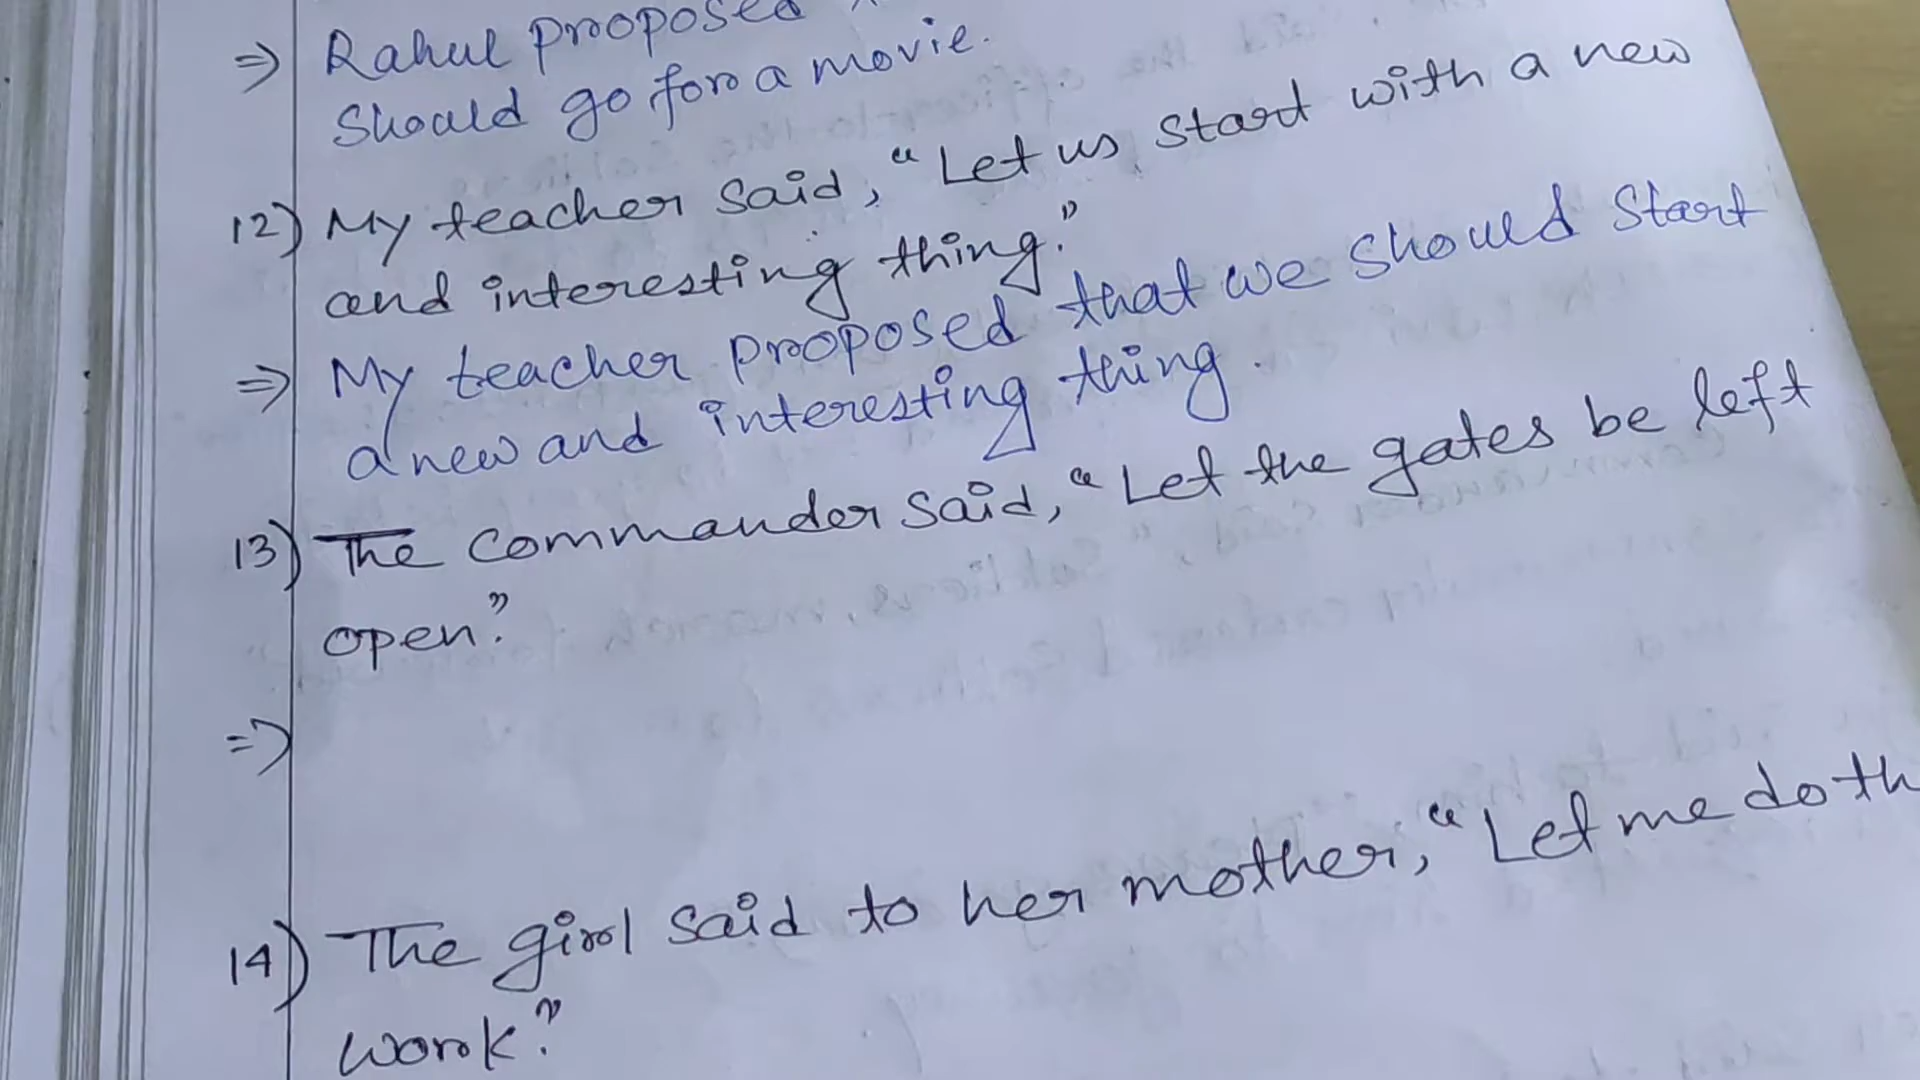 => Rahul proposed
should go for a movie.
12) My teacher said, "Let us start with a new
and interesting thing."
=> My teacher proposed that we should start
a new and interesting thing.
13) The commander said, "Let the gates be left
open."
=>
14) The girl said to her mother, "Let me do th
work."